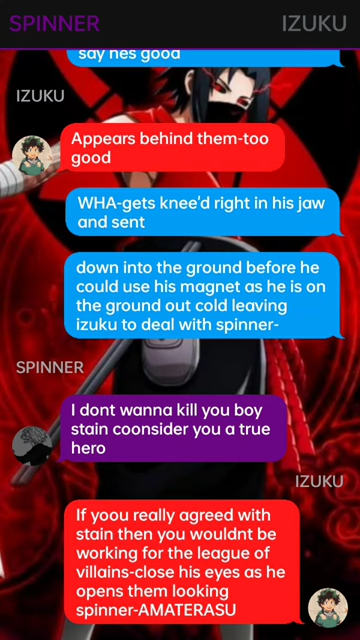 SPINNER
IZUKU
say hes good
IZUKU
Appears behind them-too
good
WHA-gets knee'd right in his jaw
and sent
down into the ground before he
could use his magnet as he is on
the ground out cold leaving
izuku to deal with spinner-
SPINNER
I dont wanna kill you boy
stain coonsider you a true
hero
IZUKU
If yoou really agreed with
stain then you wouldnt be
working for the league of
villains-close his eyes as he
opens them looking
spinner-AMATERASU